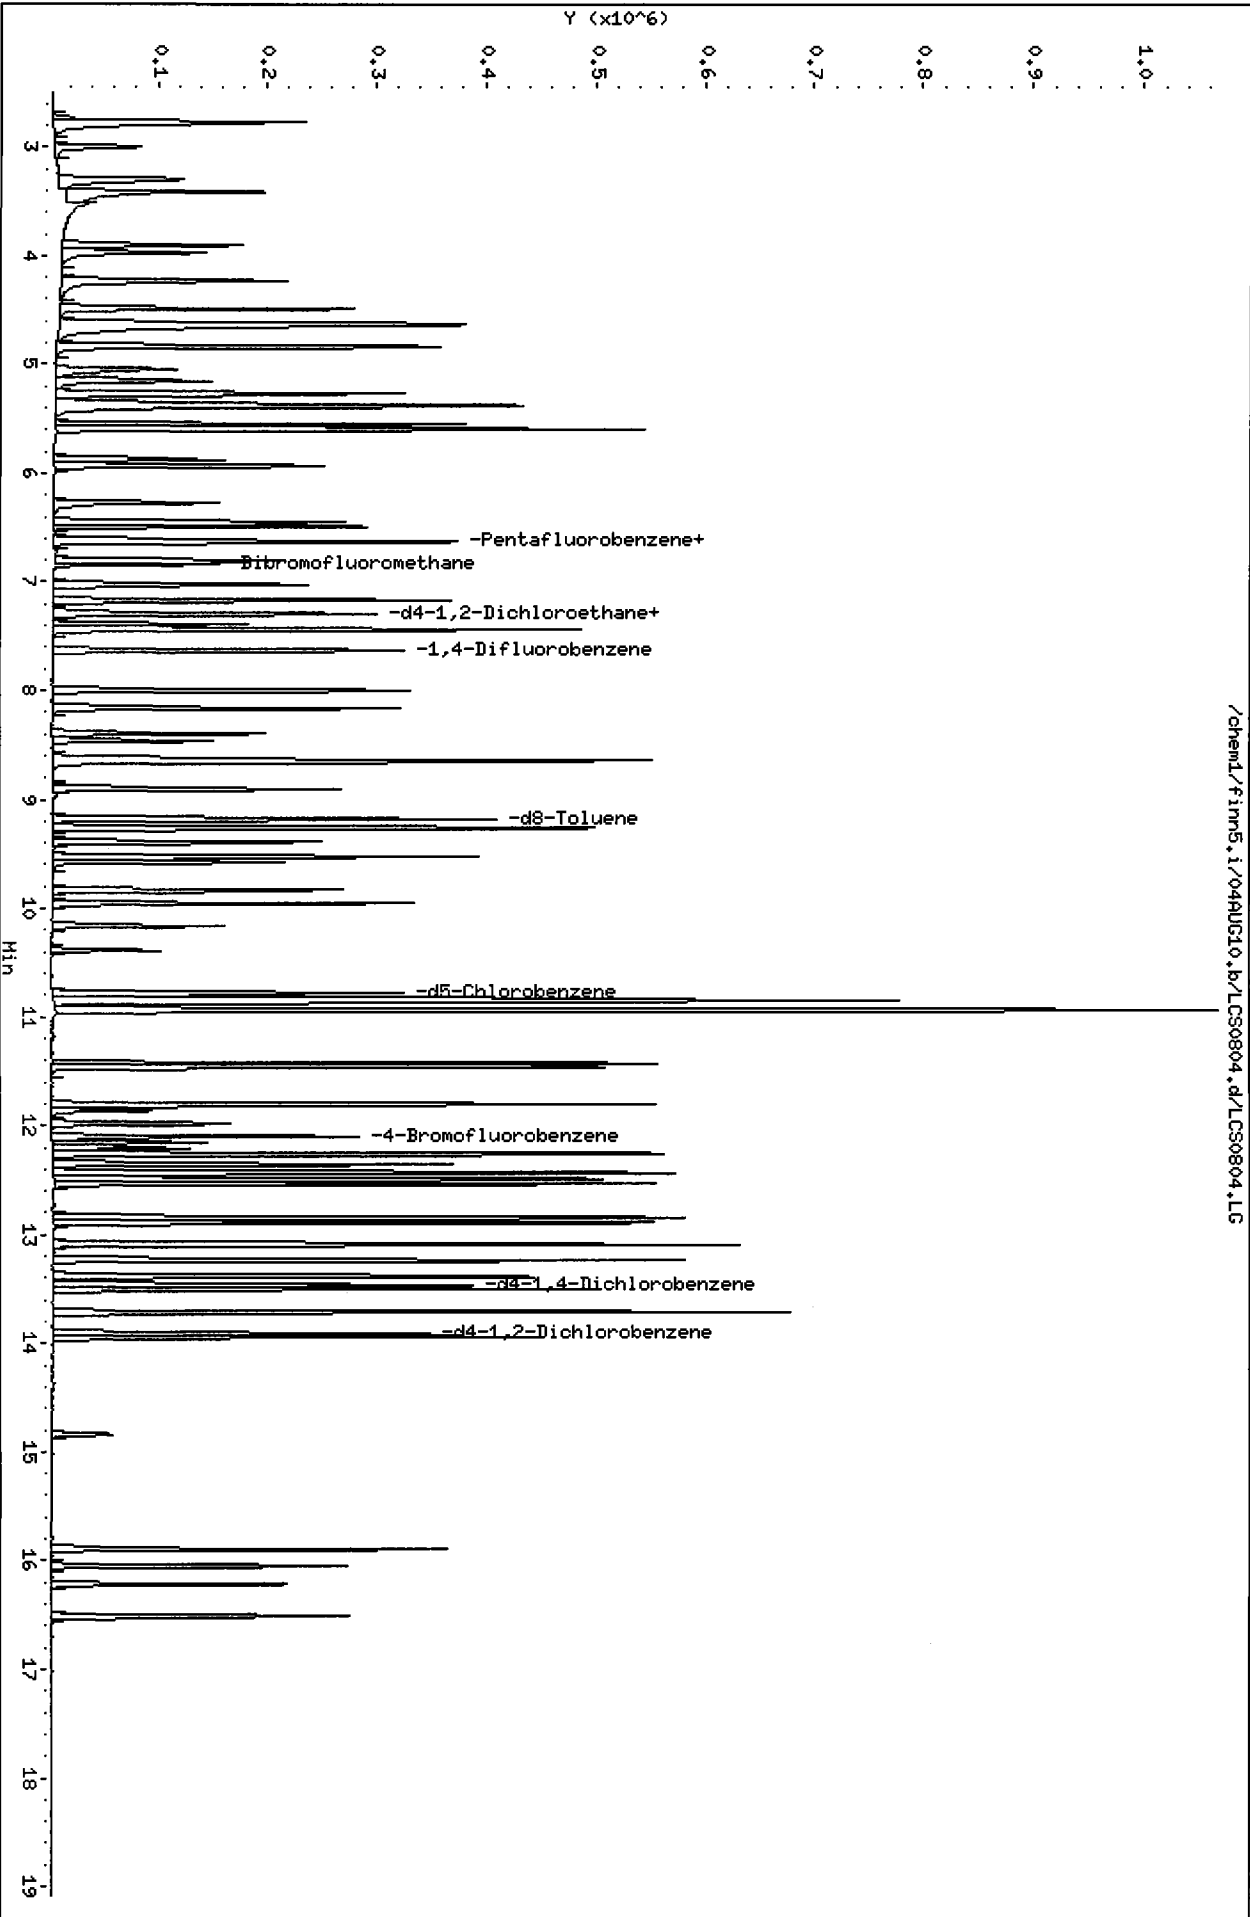 /chem1/finn5.i/04AUG10.b/LCS0804.d/LCS0804.LG
Y (x10^6)
0.1
0.2
0.3
0.4
0.5
0.6
0.7
0.8
0.9
1.0
3
4
5
6
7
8
9
10
11
12
13
14
15
16
17
18
19
Min
-Pentafluorobenzene+
Dibromofluoromethane
-d4-1,2-Dichloroethane+
-1,4-Difluorobenzene
-d8-Toluene
-d5-Chlorobenzene
-4-Bromofluorobenzene
-d4-1,4-Dichlorobenzene
-d4-1,2-Dichlorobenzene